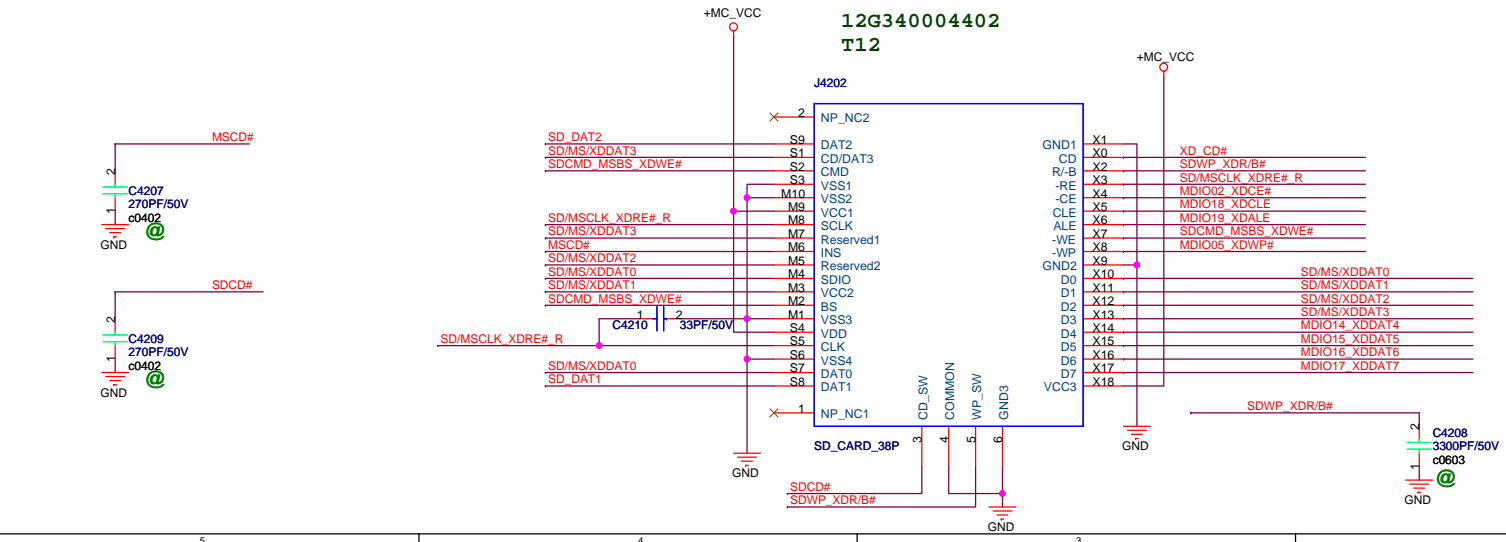 +MC_VCC
12G340004402
T12
+MC_VCC
J4202
MSCD#
2
C4207
270PF/50V
c0402
1
@
GND
SDCD#
2
C4209
270PF/50V
c0402
1
@
GND
2 NP_NC2
SD_DAT2 S9 DAT2
SD/MS/XDDAT3 S1 CD/DAT3
SDCMD_MSBS_XDWE# S2 CMD
S3 VSS1
M10 VSS2
M9 VCC1
SD/MSCLK_XDRE#_R M8 SCLK
SD/MS/XDDAT3 M7 Reserved1
MSCD# M6 INS
SD/MS/XDDAT2 M5 Reserved2
SD/MS/XDDAT0 M4 SDIO
SD/MS/XDDAT1 M3 VCC2
SDCMD_MSBS_XDWE# M2 BS
M1 VSS3
1 2
C4210 33PF/50V
S4 VDD
SD/MSCLK_XDRE#_R S5 CLK
S6 VSS4
SD/MS/XDDAT0 S7 DAT0
SD_DAT1 S8 DAT1
1 NP_NC1
GND1 X1
CD X0 XD_CD#
R/-B X2 SDWP_XDR/B#
-RE X3 SD/MSCLK_XDRE#_R
-CE X4 MDIO02_XDCE#
CLE X5 MDIO18_XDCLE
ALE X6 MDIO19_XDALE
-WE X7 SDCMD_MSBS_XDWE#
-WP X8 MDIO05_XDWP#
GND2 X9
D0 X10 SD/MS/XDDAT0
D1 X11 SD/MS/XDDAT1
D2 X12 SD/MS/XDDAT2
D3 X13 SD/MS/XDDAT3
D4 X14 MDIO14_XDDAT4
D5 X15 MDIO15_XDDAT5
D6 X16 MDIO16_XDDAT6
D7 X17 MDIO17_XDDAT7
VCC3 X18
CD_SW
COMMON
WP_SW
GND3
3
4
5
6
SD_CARD_38P
GND
SDCD#
SDWP_XDR/B#
GND
GND
SDWP_XDR/B#
2
C4208
3300PF/50V
c0603
1
@
GND
5
4
3